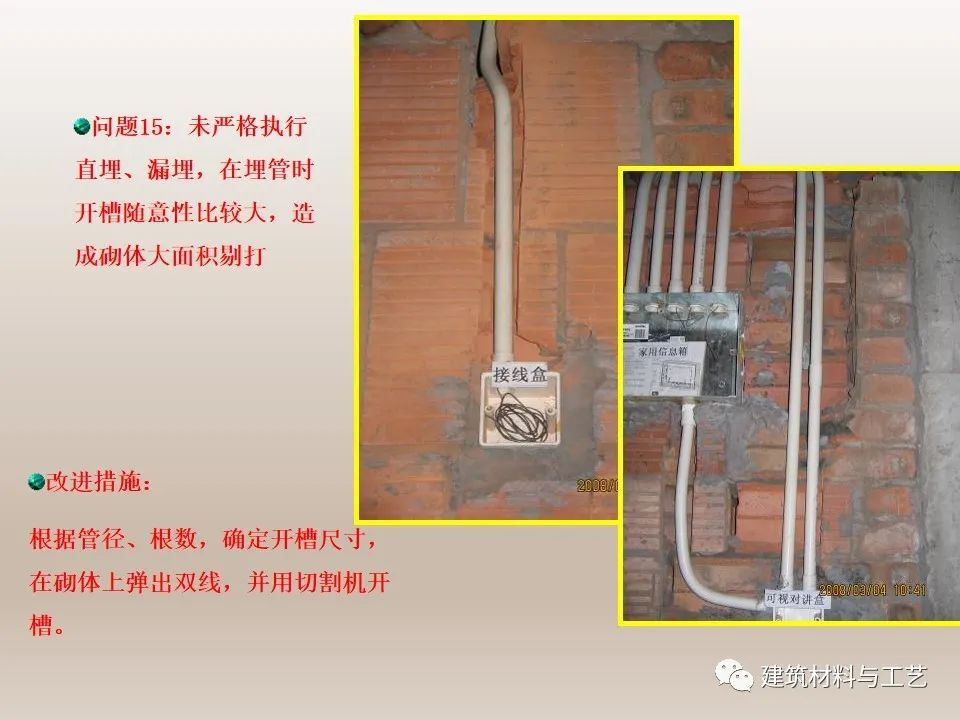 问题15：未严格执行
直埋、漏埋，在埋管时
开槽随意性比较大，造
成砌体大面积剔打
改进措施：
根据管径、根数，确定开槽尺寸，
在砌体上弹出双线，并用切割机开
槽。
接线盒
2008/0
家用信息箱
可视对讲盒
2008/03/04 10:41
建筑材料与工艺